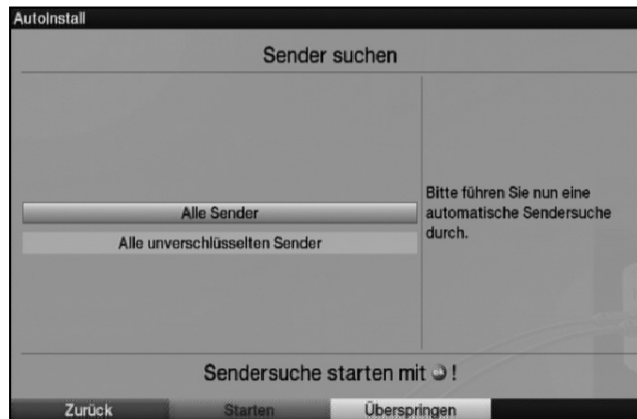 AutoInstall
Sender suchen
Alle Sender
Alle unverschlüsselten Sender
Bitte führen Sie nun eine
automatische Sendersuche
durch.
Sendersuche starten mit !
Zurück Starten Überspringen